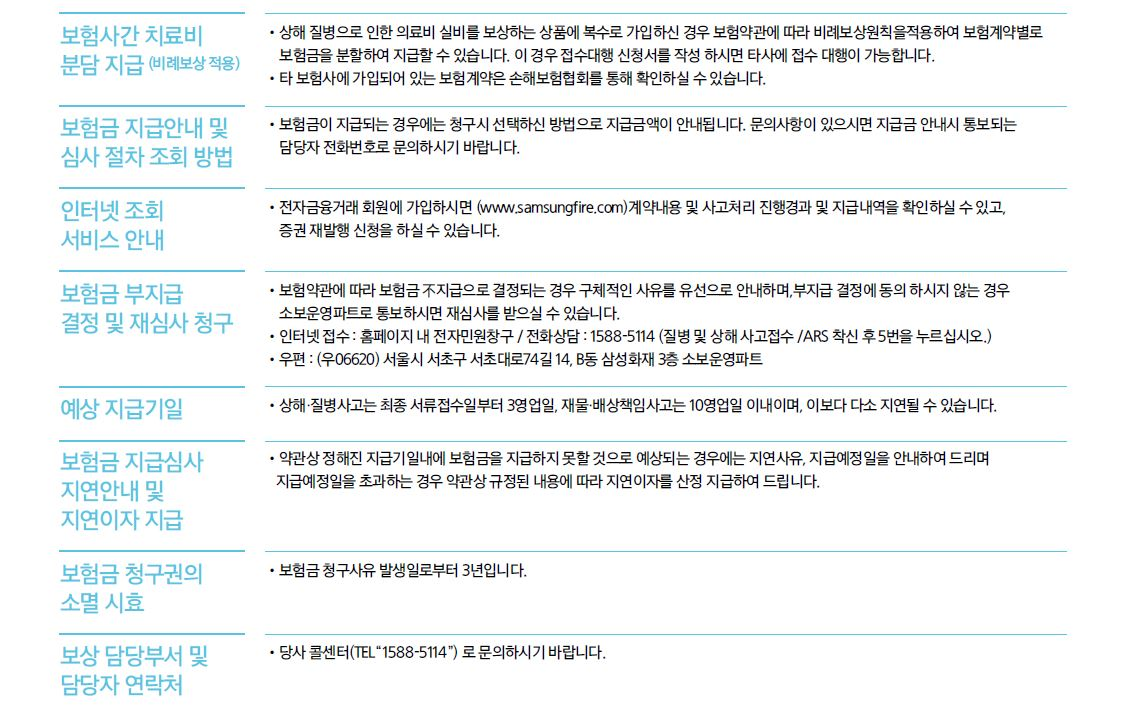 보험사간 치료비
분담 지급 (비례보상 적용)
• 상해 질병으로 인한 의료비 실비를 보상하는 상품에 복수로 가입하신 경우 보험약관에 따라 비례보상원칙을적용하여 보험계약별로
보험금을 분할하여 지급할 수 있습니다. 이 경우 접수대행 신청서를 작성 하시면 타사에 접수 대행이 가능합니다.
• 타 보험사에 가입되어 있는 보험계약은 손해보험협회를 통해 확인하실 수 있습니다.
보험금 지급안내 및
심사 절차 조회 방법
• 보험금이 지급되는 경우에는 청구시 선택하신 방법으로 지급금액이 안내됩니다. 문의사항이 있으시면 지급금 안내시 통보되는
담당자 전화번호로 문의하시기 바랍니다.
인터넷 조회
서비스 안내
• 전자금융거래 회원에 가입하시면 (www.samsungfire.com)계약내용 및 사고처리 진행경과 및 지급내역을 확인하실 수 있고,
증권 재발행 신청을 하실 수 있습니다.
보험금 부지급
결정 및 재심사 청구
• 보험약관에 따라 보험금 不지급으로 결정되는 경우 구체적인 사유를 유선으로 안내하며,부지급 결정에 동의 하시지 않는 경우
소보운영파트로 통보하시면 재심사를 받으실 수 있습니다.
• 인터넷 접수 : 홈페이지 내 전자민원창구 / 전화상담 : 1588-5114 (질병 및 상해 사고접수 /ARS 착신 후 5번을 누르십시오.)
• 우편 : (우06620) 서울시 서초구 서초대로74길 14, B동 삼성화재 3층 소보운영파트
예상 지급기일
• 상해·질병사고는 최종 서류접수일부터 3영업일, 재물·배상책임사고는 10영업일 이내이며, 이보다 다소 지연될 수 있습니다.
보험금 지급심사
지연안내 및
지연이자 지급
• 약관상 정해진 지급기일내에 보험금을 지급하지 못할 것으로 예상되는 경우에는 지연사유, 지급예정일을 안내하여 드리며
지급예정일을 초과하는 경우 약관상 규정된 내용에 따라 지연이자를 산정 지급하여 드립니다.
보험금 청구권의
소멸 시효
• 보험금 청구사유 발생일로부터 3년입니다.
보상 담당부서 및
담당자 연락처
• 당사 콜센터(TEL“1588-5114”) 로 문의하시기 바랍니다.